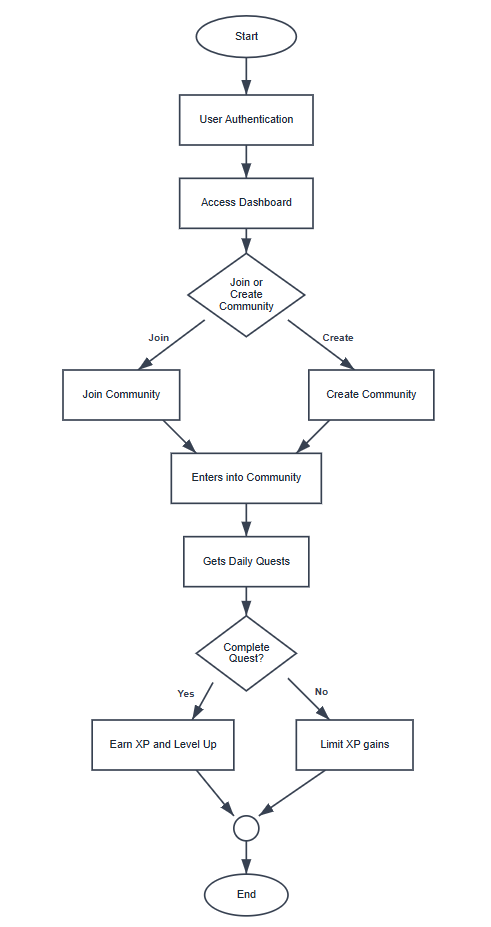 Start
User Authentication
Access Dashboard
Join or
Create
Community
Join
Create
Join Community
Create Community
Enters into Community
Gets Daily Quests
Complete
Quest?
Yes
No
Earn XP and Level Up
Limit XP gains
End